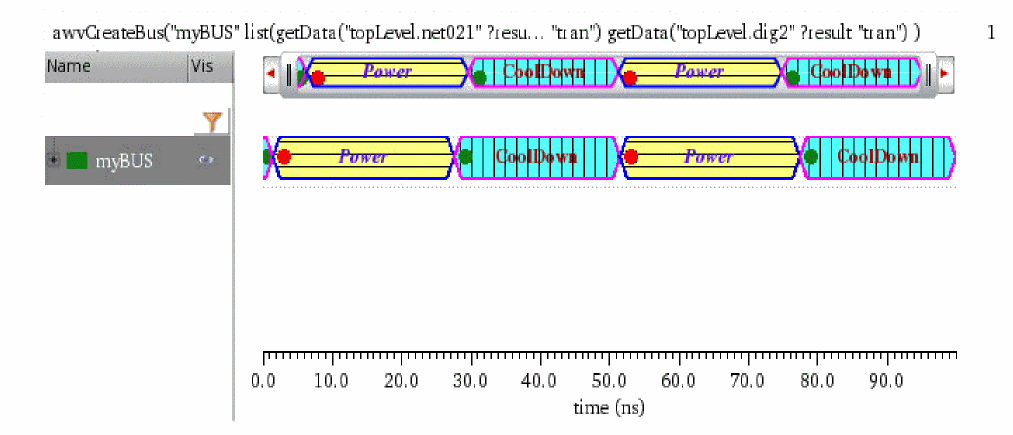 awvCreateBus("myBUS" list(getData("topLevel.net021" ?resu... "tran") getData("topLevel.dig2" ?result "tran") ) 1
Name Vis
Power CoolDown Power CoolDown
myBUS Power CoolDown Power CoolDown
0.0 10.0 20.0 30.0 40.0 50.0 60.0 70.0 80.0 90.0
time (ns)